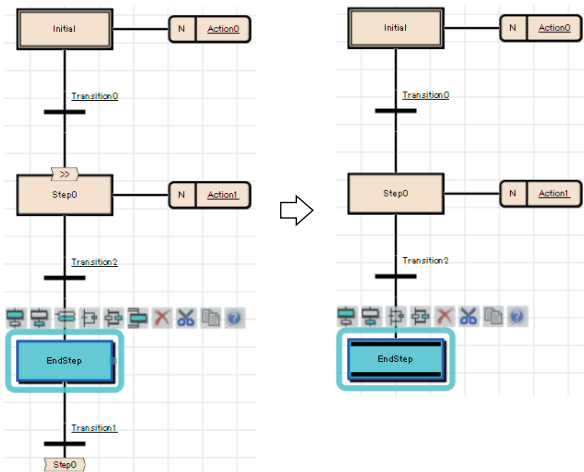 Initial
N Action0
Transition0
>>
Step0
N Action1
Transition2
EndStep
Transition1
Step0
Initial
N Action0
Transition0
Step0
N Action1
Transition2
EndStep